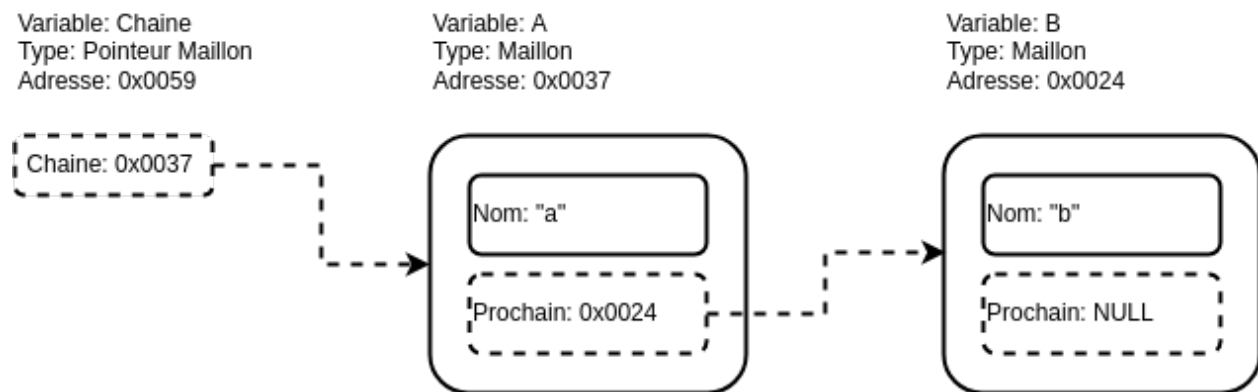 Variable: Chaine
Type: Pointeur Maillon
Adresse: 0x0059
Variable: A
Type: Maillon
Adresse: 0x0037
Variable: B
Type: Maillon
Adresse: 0x0024
Chaine: 0x0037
Nom: "a"
Prochain: 0x0024
Nom: "b"
Prochain: NULL